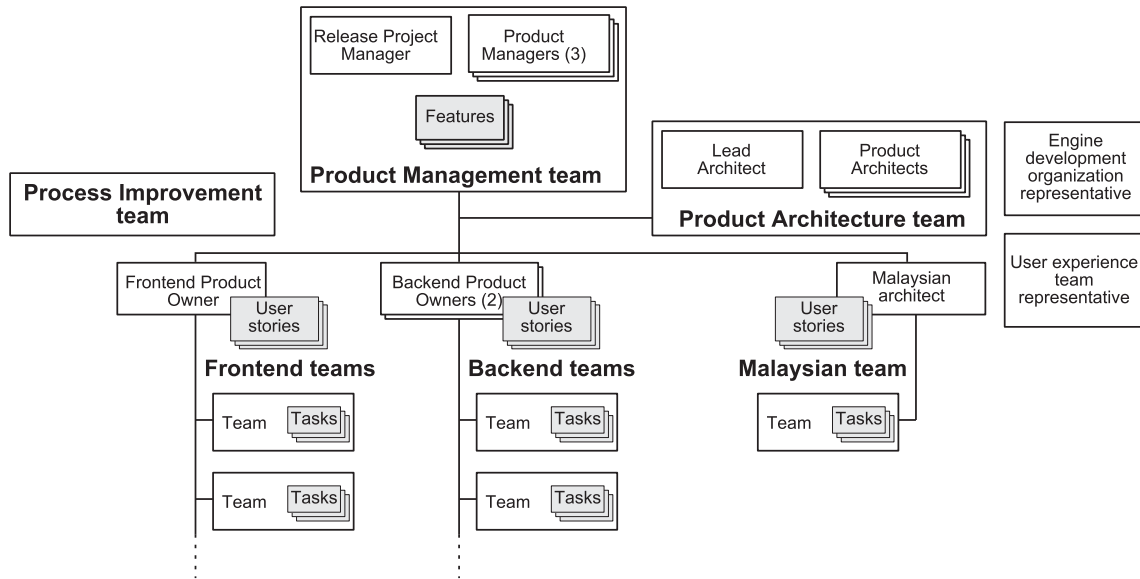 Release Project
Manager
Product
Managers (3)
Features
Product Management team
Process Improvement
team
Lead
Architect
Product
Architects
Product Architecture team
Engine
development
organization
representative
User experience
team
representative
Frontend Product
Owner
User
stories
Frontend teams
Team
Tasks
Team
Tasks
Backend Product
Owners (2)
User
stories
Backend teams
Team
Tasks
Team
Tasks
Malaysian
architect
User
stories
Malaysian team
Team
Tasks